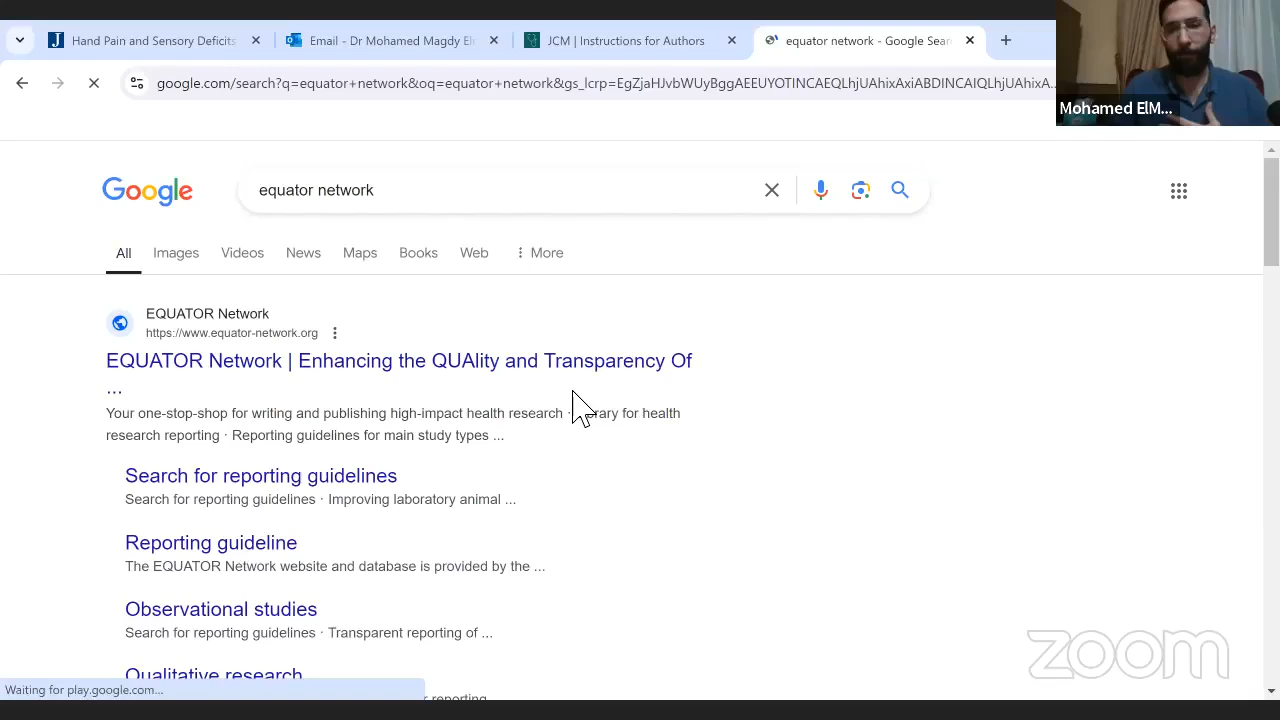 Hand Pain and Sensory Deficits
Email - Dr Mohamed Magdy El
JCM | Instructions for Authors
equator network - Google Sear
google.com/search?q=equator+network&oq=equator+network&gs_lcrp=EgZjaHJvbWUyBggAEEUYOTINCAEQLhjUAhixAxiABDINCAIQLhjUAhixA...
Mohamed ElM...
Google
equator network
All Images Videos News Maps Books Web More
EQUATOR Network
https://www.equator-network.org
EQUATOR Network | Enhancing the QUAlity and Transparency Of
...
Your one-stop-shop for writing and publishing high-impact health research · rary for health
research reporting · Reporting guidelines for main study types ...
Search for reporting guidelines
Search for reporting guidelines · Improving laboratory animal ...
Reporting guideline
The EQUATOR Network website and database is provided by the ...
Observational studies
Search for reporting guidelines · Transparent reporting of ...
Qualitative research
r reporting
zoom
Waiting for play.google.com...